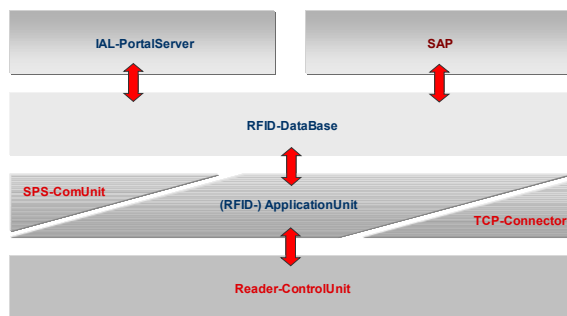 IAL-PortalServer
SAP
RFID-DataBase
SPS-ComUnit
(RFID-) ApplicationUnit
TCP-Connector
Reader-ControlUnit